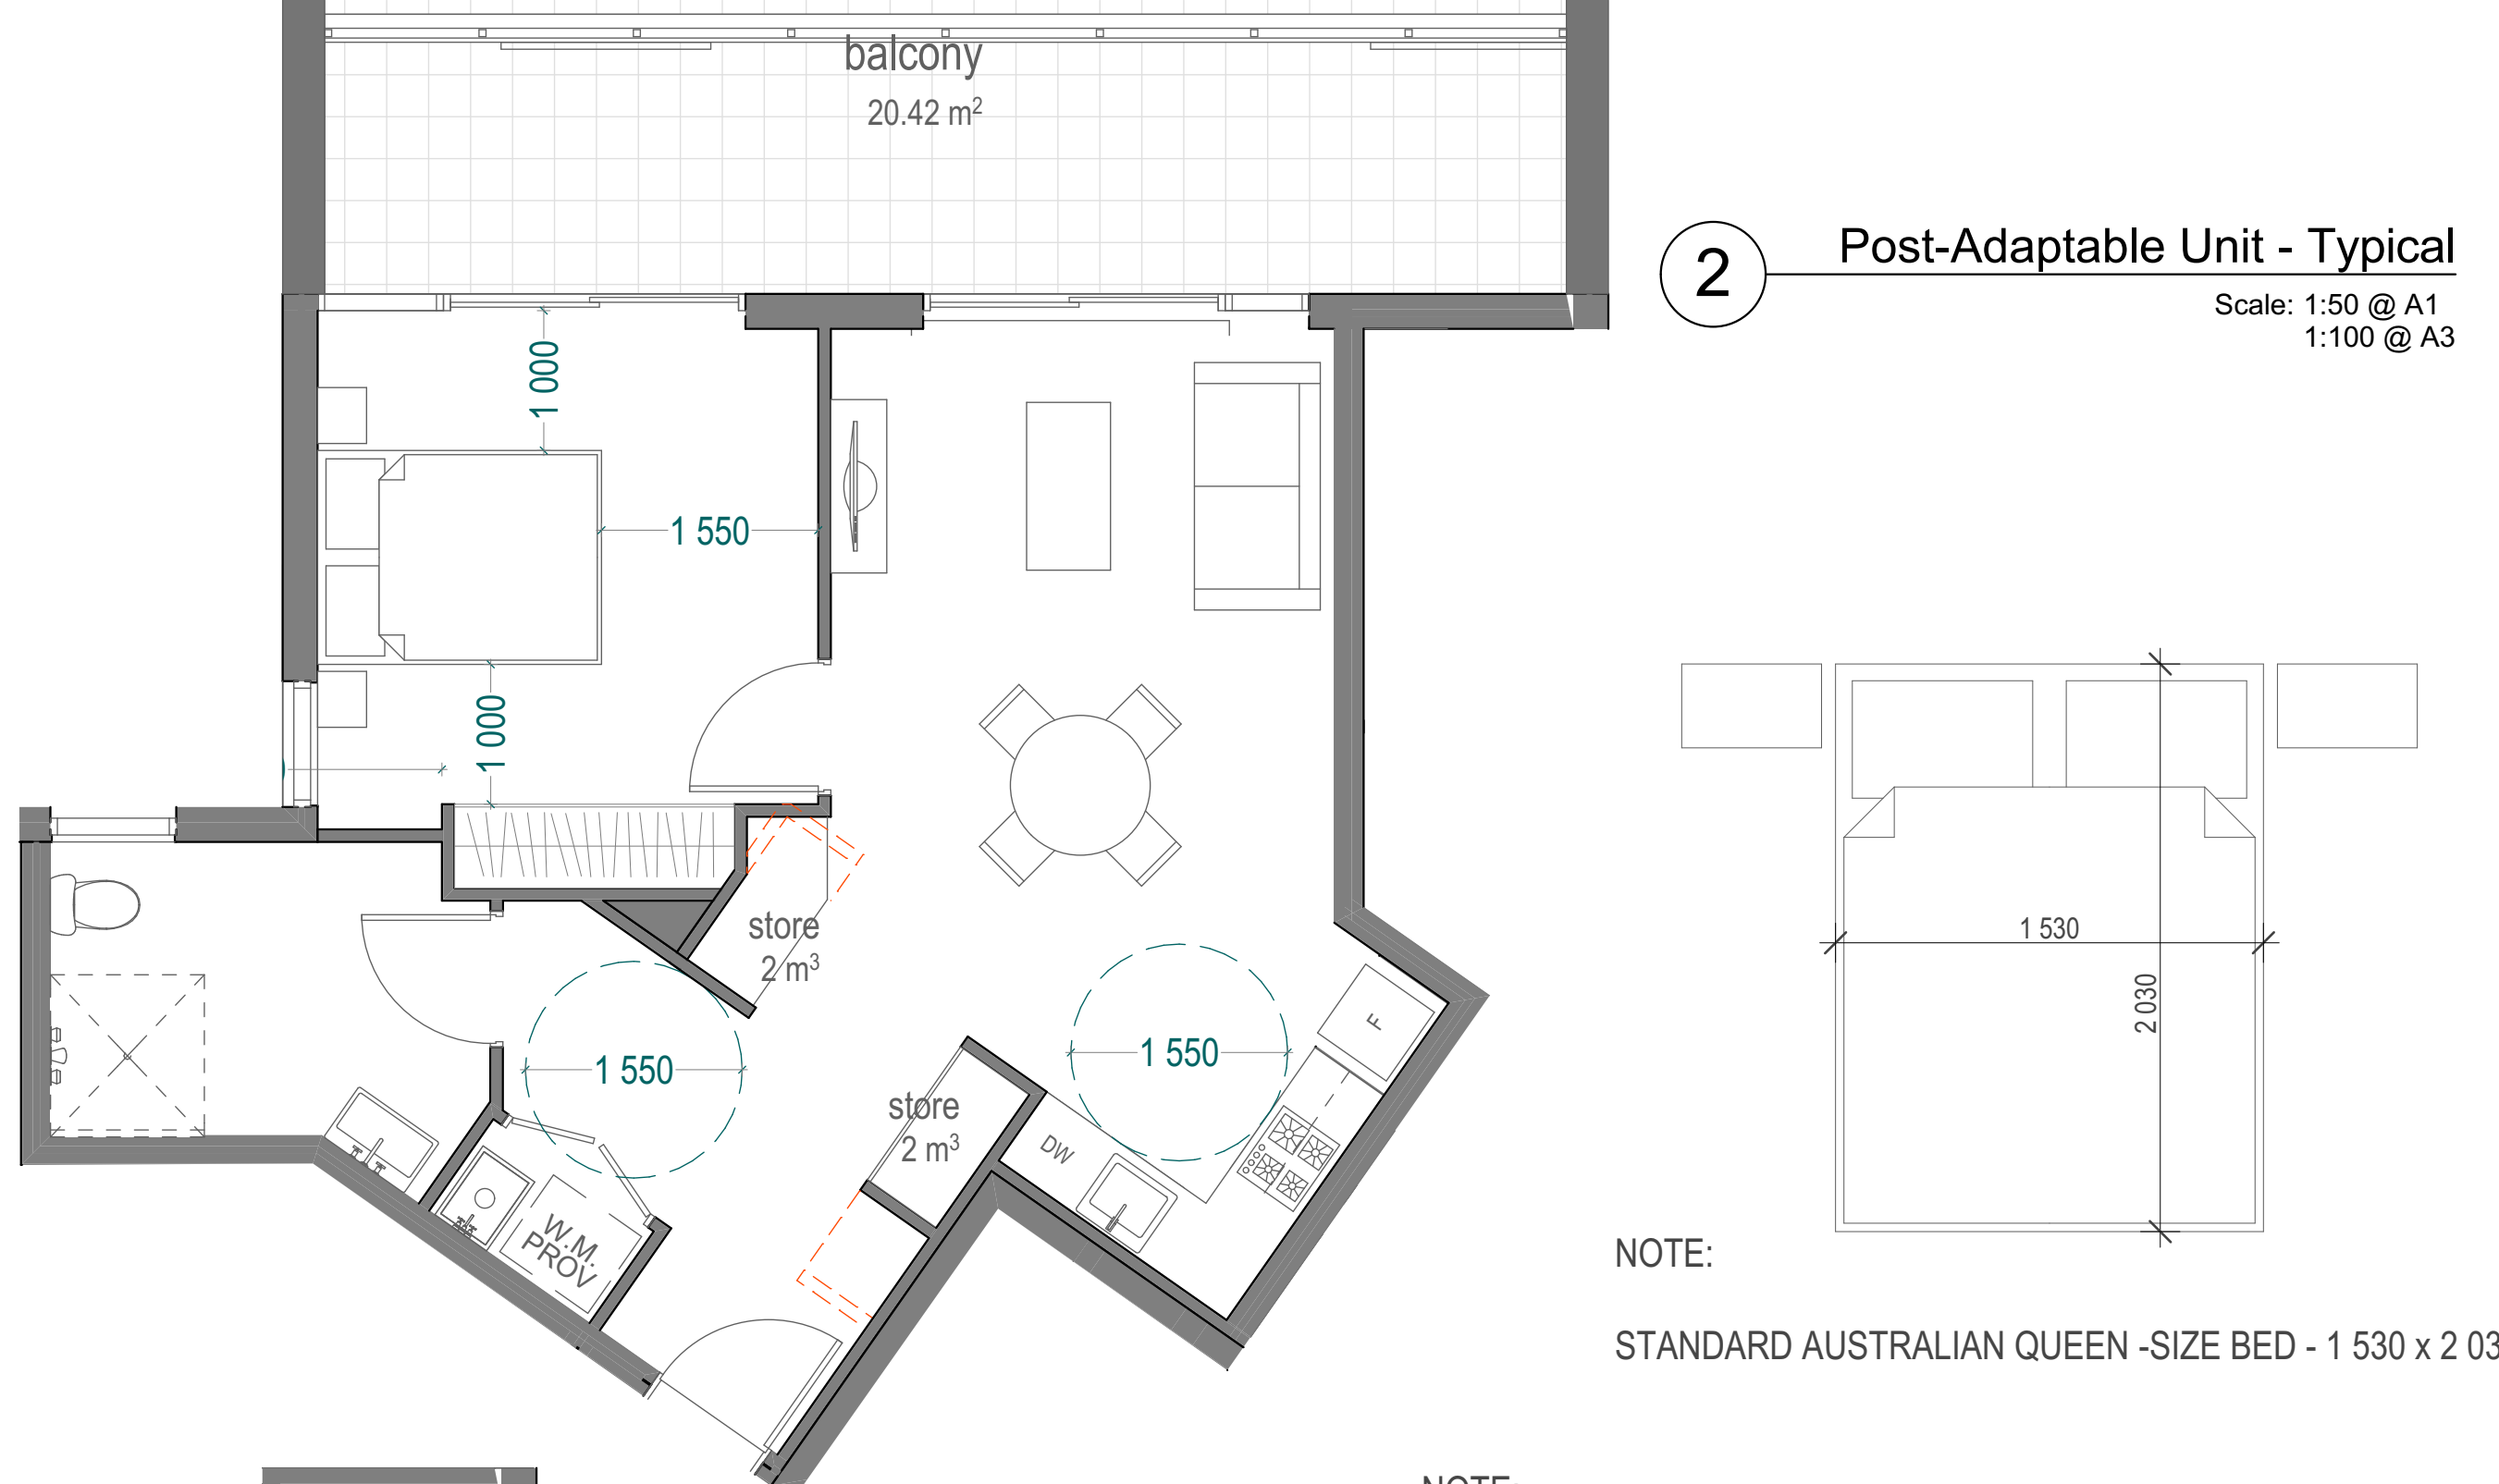 balcony
20.42 m²
2
Post-Adaptable Unit - Typical
Scale: 1:50 @ A1
1:100 @ A3
1 000
1 550
1 000
1 530
2 030
store
2 m³
1 550
1 550
F
store
2 m³
DW
W.M.
PROV
NOTE:
STANDARD AUSTRALIAN QUEEN -SIZE BED - 1 530 x 2 03
NOTE: